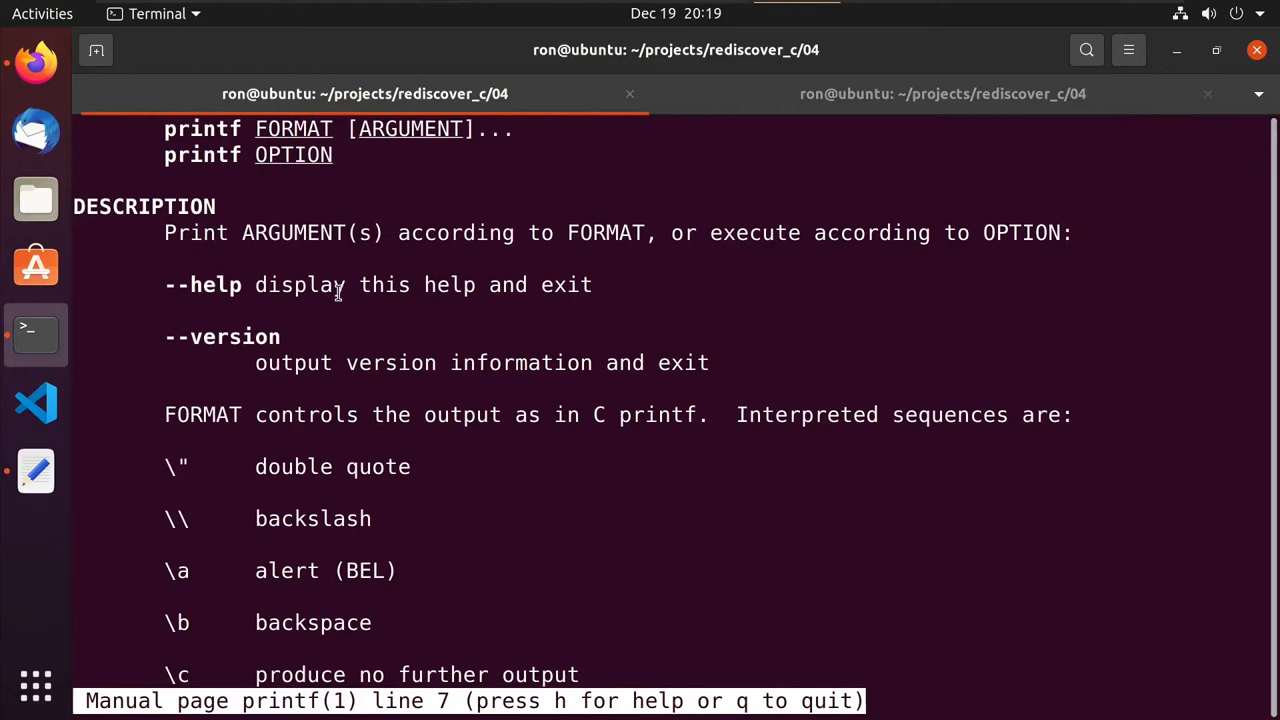 Activities Terminal Dec 19 20:19
ron@ubuntu: ~/projects/rediscover_c/04
ron@ubuntu: ~/projects/rediscover_c/04 ron@ubuntu: ~/projects/rediscover_c/04
printf FORMAT [ARGUMENT]...
printf OPTION
DESCRIPTION
Print ARGUMENT(s) according to FORMAT, or execute according to OPTION:
--help display this help and exit
--version
output version information and exit
FORMAT controls the output as in C printf.  Interpreted sequences are:
\" double quote
\\ backslash
\a alert (BEL)
\b backspace
\c produce no further output
Manual page printf(1) line 7 (press h for help or q to quit)